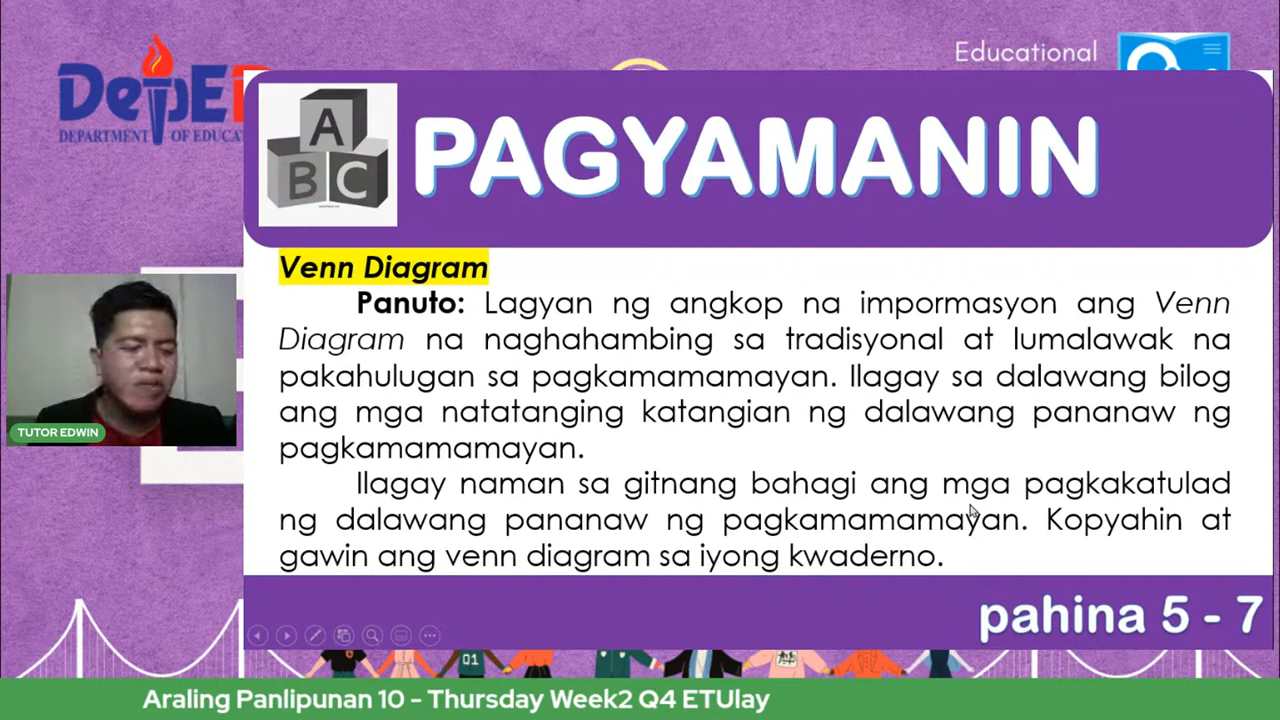 Educational
DepED
DEPARTMENT OF EDUCA
A
B C
PAGYAMANIN
Venn Diagram
Panuto: Lagyan ng angkop na impormasyon ang Venn
Diagram na naghahambing sa tradisyonal at lumalawak na
pakahulugan sa pagkamamamayan. Ilagay sa dalawang bilog
ang mga natatanging katangian ng dalawang pananaw ng
pagkamamamayan.
Ilagay naman sa gitnang bahagi ang mga pagkakatulad
ng dalawang pananaw ng pagkamamamayan. Kopyahin at
gawin ang venn diagram sa iyong kwaderno.
TUTOR EDWIN
pahina 5 - 7
01
Araling Panlipunan 10 - Thursday Week2 Q4 ETUlay